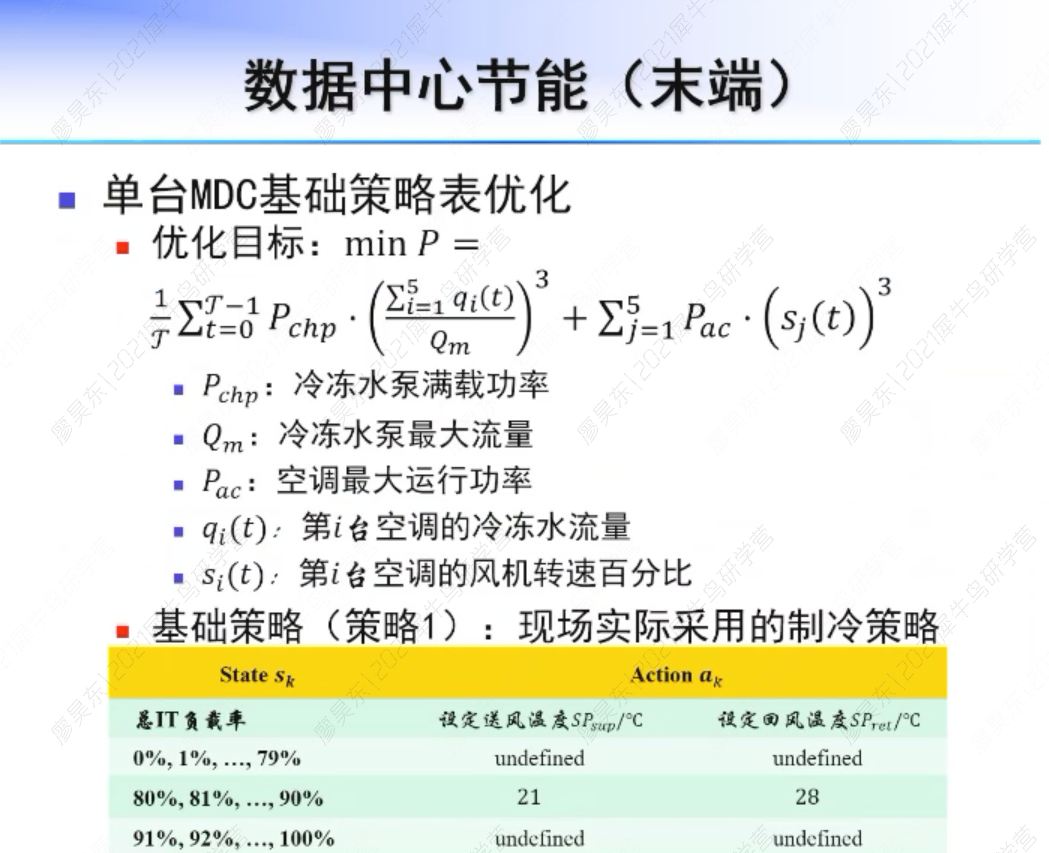 数据中心节能（末端）
单台MDC基础策略表优化
优化目标：min P =
\frac{1}{\mathcal{T}}\sum_{t=0}^{\mathcal{T}-1} P_{chp} \cdot \left(\frac{\sum_{i=1}^{5} q_i(t)}{Q_m}\right)^3 + \sum_{j=1}^{5} P_{ac} \cdot \left(s_j(t)\right)^3
P_{chp}：冷冻水泵满载功率
Q_m：冷冻水泵最大流量
P_{ac}：空调最大运行功率
q_i(t)：第i台空调的冷冻水流量
s_i(t)：第i台空调的风机转速百分比
基础策略（策略1）：现场实际采用的制冷策略
State s_k Action a_k
总IT负载率 设定送风温度SP_{sup}/℃ 设定回风温度SP_{ret}/℃
0%, 1%, …, 79% undefined undefined
80%, 81%, …, 90% 21 28
91%, 92%, …, 100% undefined undefined
廖昊东|2021犀牛鸟研学营